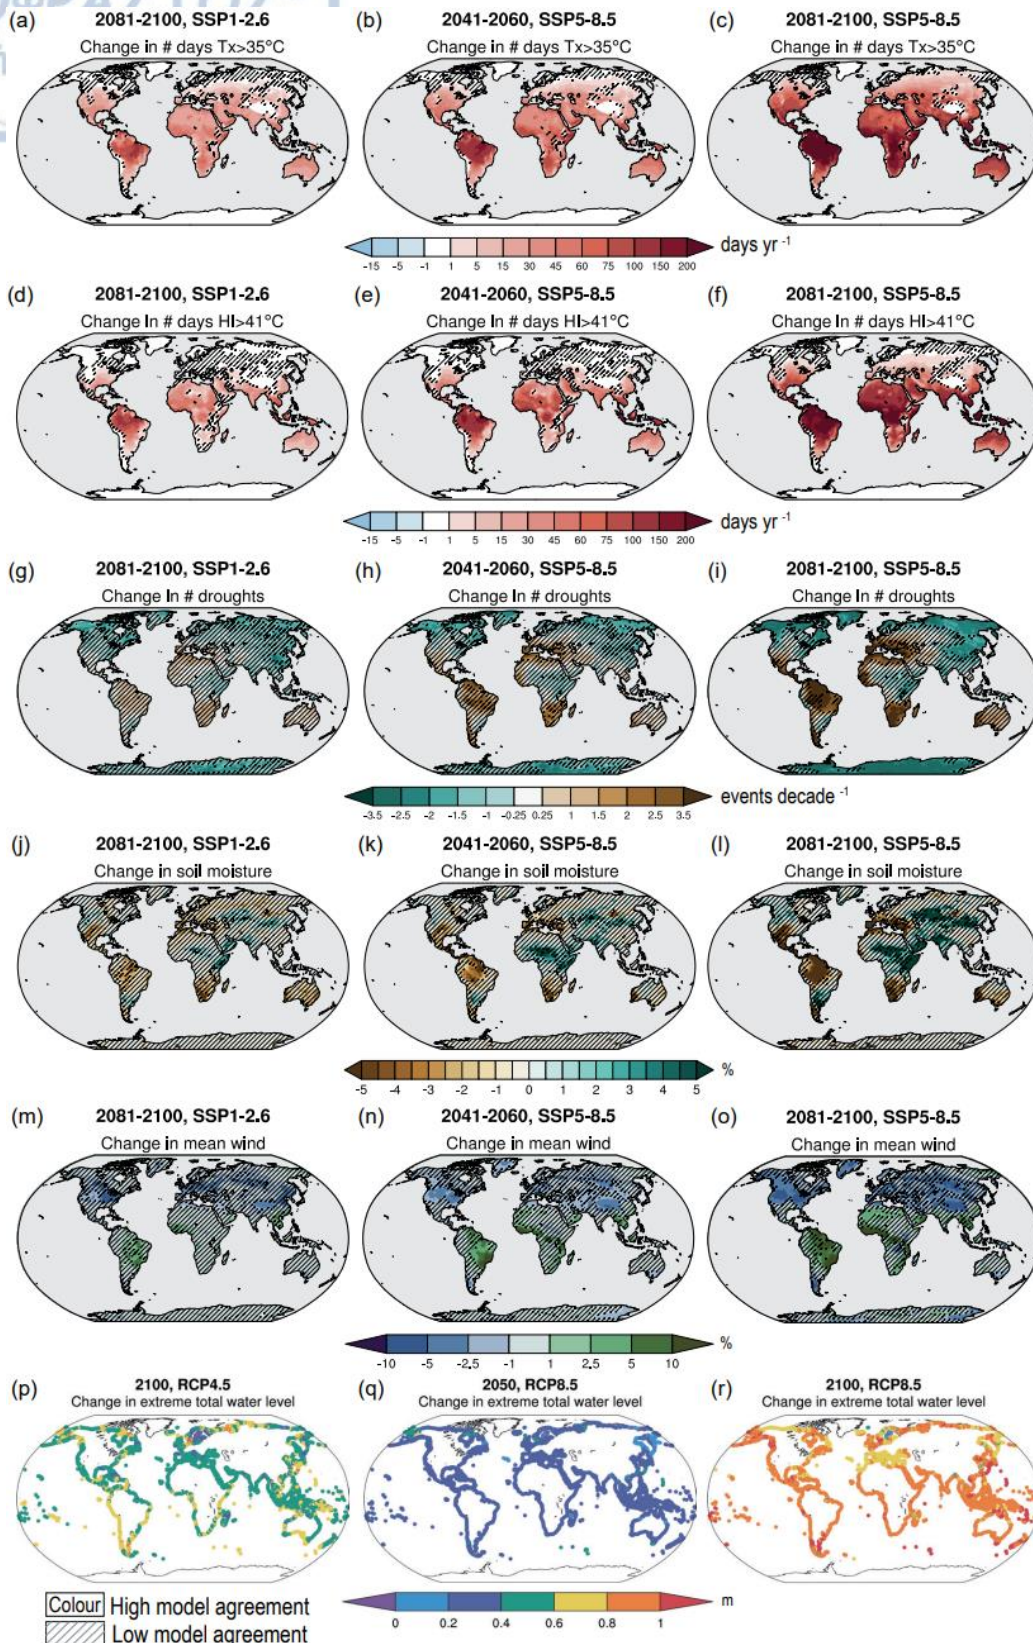 (a) 2081-2100, SSP1-2.6
Change in # days Tx>35°C
(b) 2041-2060, SSP5-8.5
Change in # days Tx>35°C
(c) 2081-2100, SSP5-8.5
Change in # days Tx>35°C
-15 -5 -1 1 5 15 30 45 60 75 100 150 200
days yr -1
(d) 2081-2100, SSP1-2.6
Change In # days HI>41°C
(e) 2041-2060, SSP5-8.5
Change in # days HI>41°C
(f) 2081-2100, SSP5-8.5
Change in # days HI>41°C
-15 -5 -1 1 5 15 30 45 60 75 100 150 200
days yr -1
(g) 2081-2100, SSP1-2.6
Change In # droughts
(h) 2041-2060, SSP5-8.5
Change in # droughts
(i) 2081-2100, SSP5-8.5
Change in # droughts
-3.5 -2.5 -2 -1.5 -1 -0.25 0.25 1 1.5 2 2.5 3.5
events decade -1
(j) 2081-2100, SSP1-2.6
Change in soil moisture
(k) 2041-2060, SSP5-8.5
Change in soil moisture
(l) 2081-2100, SSP5-8.5
Change in soil moisture
-5 -4 -3 -2 -1 0 1 2 3 4 5
%
(m) 2081-2100, SSP1-2.6
Change in mean wind
(n) 2041-2060, SSP5-8.5
Change in mean wind
(o) 2081-2100, SSP5-8.5
Change in mean wind
-10 -5 -2.5 -1 1 2.5 5 10
%
(p) 2100, RCP4.5
Change in extreme total water level
(q) 2050, RCP8.5
Change in extreme total water level
(r) 2100, RCP8.5
Change in extreme total water level
0 0.2 0.4 0.6 0.8 1
m
Colour High model agreement
Low model agreement